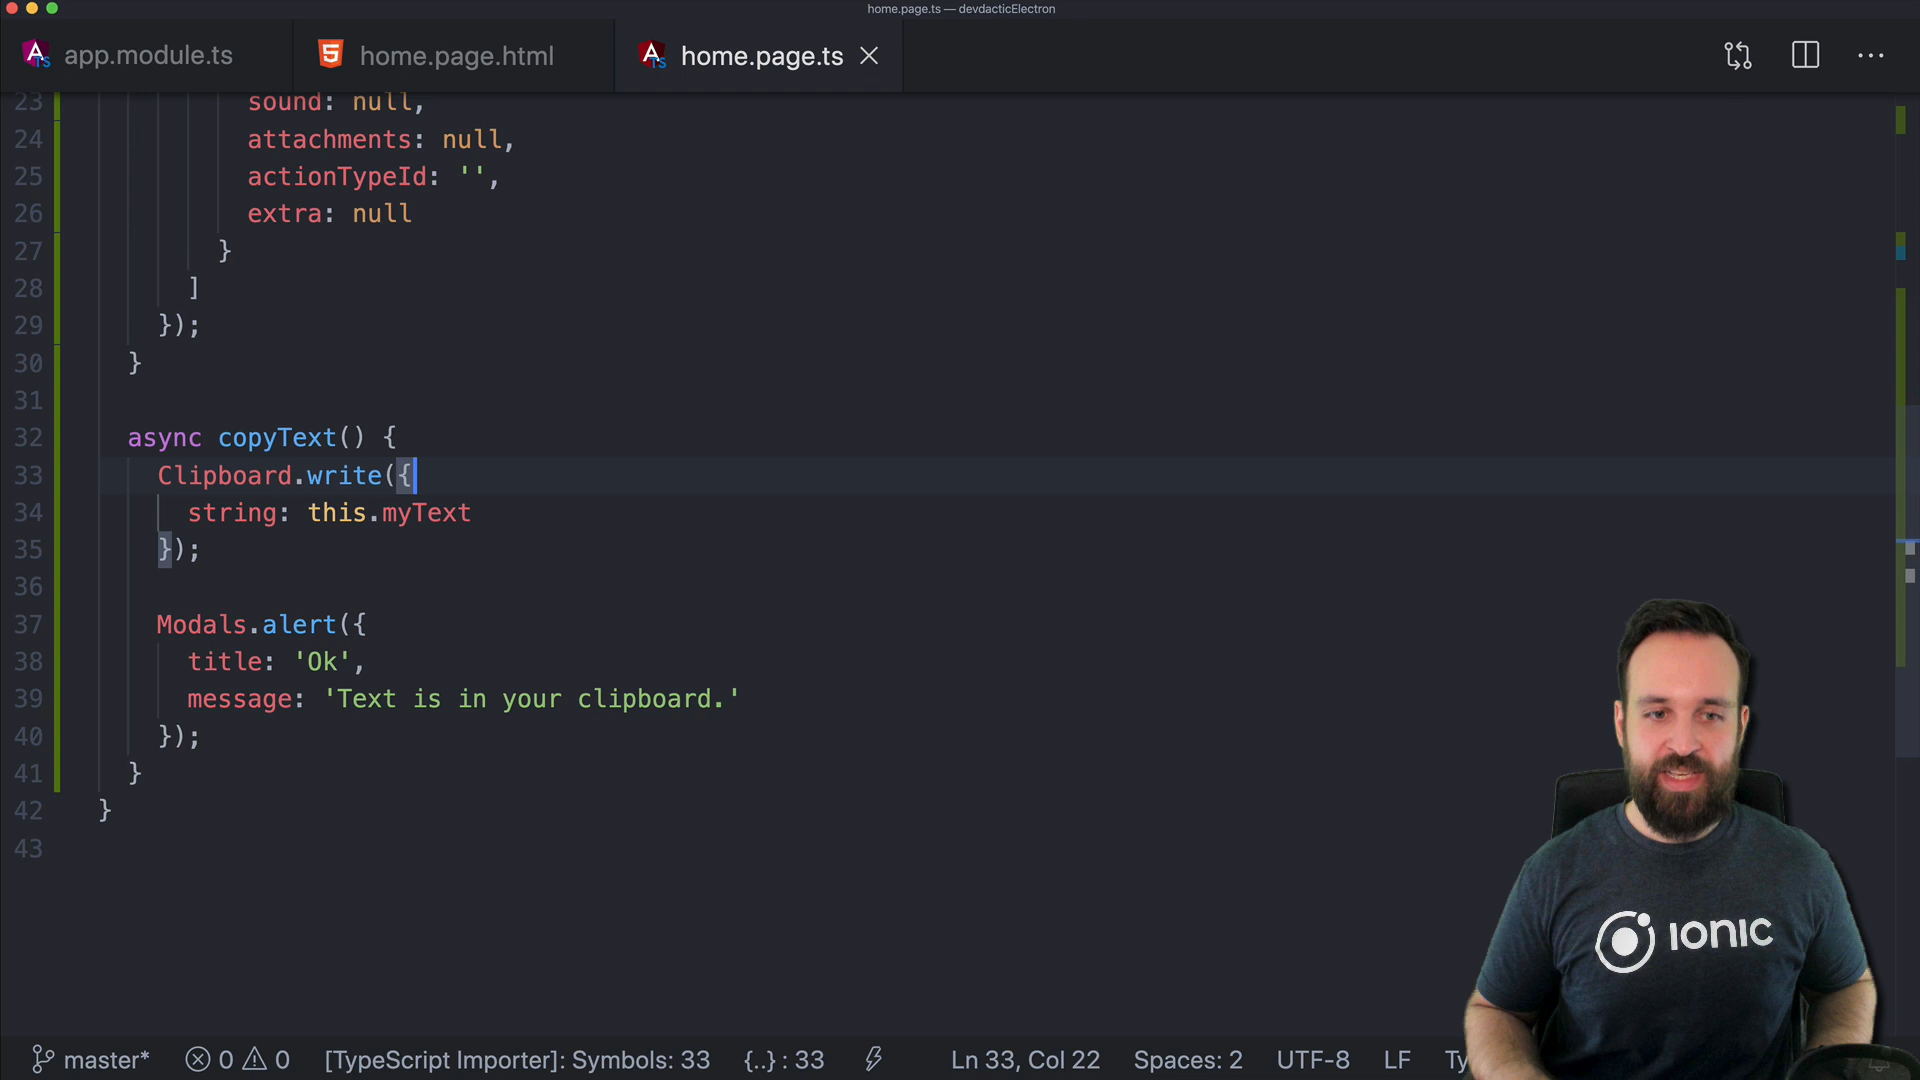 home.page.ts — devdacticElectron
app.module.ts
home.page.html
home.page.ts
23 sound: null,
24 attachments: null,
25 actionTypeId: '',
26 extra: null
27 }
28 ]
29 });
30 }
31
32 async copyText() {
33 Clipboard.write({
34 string: this.myText
35 });
36
37 Modals.alert({
38 title: 'Ok',
39 message: 'Text is in your clipboard.'
40 });
41 }
42 }
43
IONIC
master* 0 0 [TypeScript Importer]: Symbols: 33 {..} : 33 Ln 33, Col 22 Spaces: 2 UTF-8 LF Ty